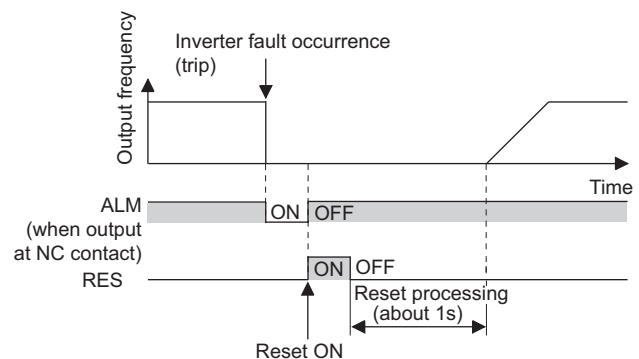 Inverter fault occurrence
(trip)
Output frequency
Time
ALM
(when output
at NC contact)
ON
OFF
RES
ON
OFF
Reset processing
(about 1s)
Reset ON